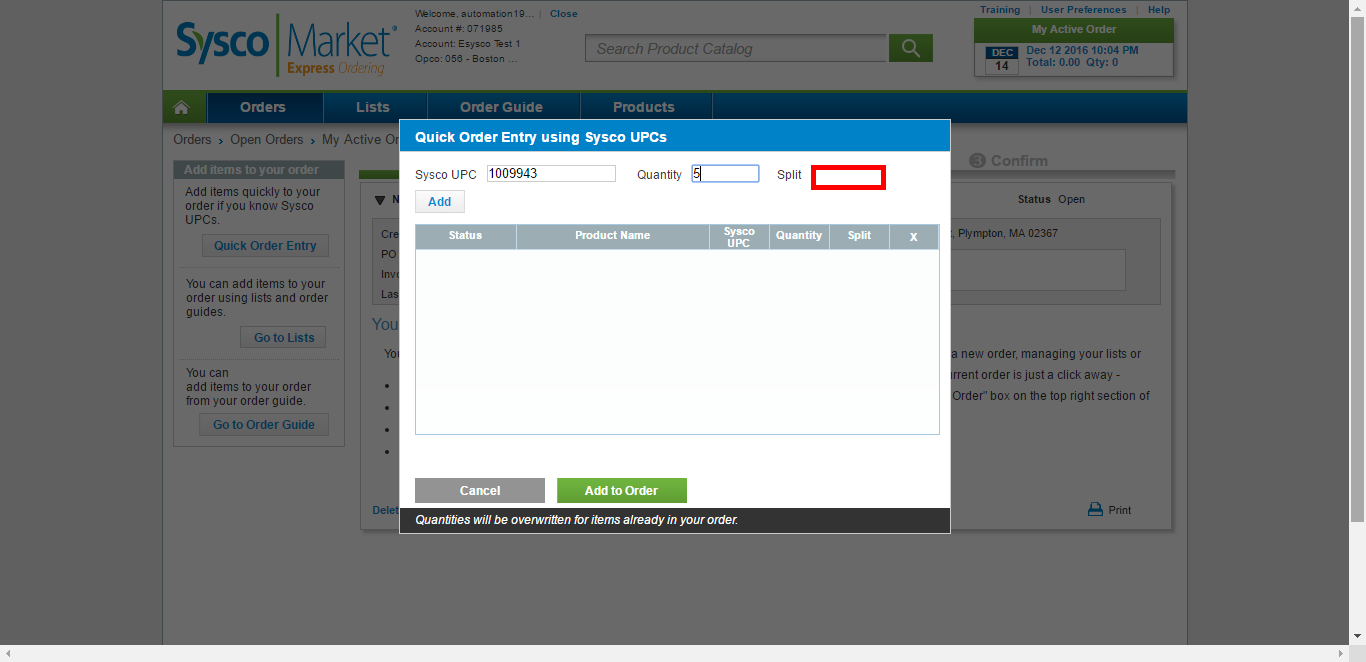 Sysco Market
Express Ordering
Welcome, automation19... | Close
Account #: 071985
Account: Esysco Test 1
Opco: 056 - Boston ...
Search Product Catalog
Training | User Preferences | Help
My Active Order
DEC
14
Dec 12 2016 10:04 PM
Total: 0.00 Qty: 0
Orders Lists Order Guide Products
Orders › Open Orders › My Active Or
3 Confirm
Add items to your order
Add items quickly to your
order if you know Sysco
UPCs.
Quick Order Entry
You can add items to your
order using lists and order
guides.
Go to Lists
You can
add items to your order
from your order guide.
Go to Order Guide
Quick Order Entry using Sysco UPCs
Sysco UPC 1009943 Quantity 5 Split
Add
Status Product Name Sysco UPC Quantity Split X
Cancel Add to Order
Quantities will be overwritten for items already in your order.
▼ N
Status Open
Cre
, Plympton, MA 02367
PO
Invo
Las
You
You
a new order, managing your lists or
rrent order is just a click away -
Order" box on the top right section of
Delet
Print